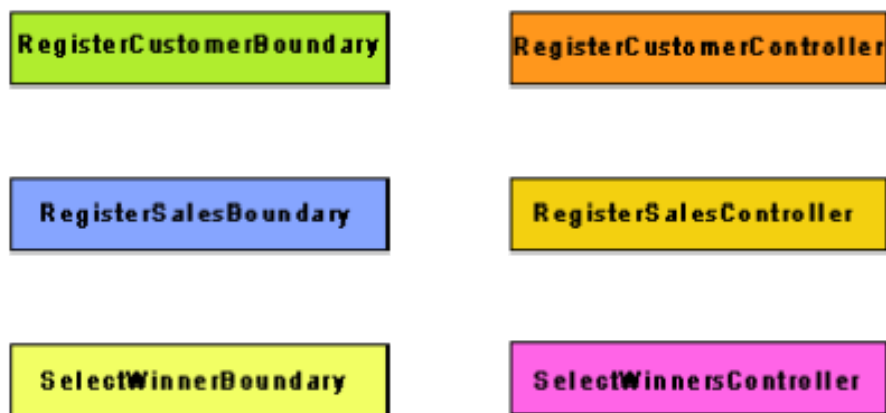 RegisterCustomerBoundary
RegisterCustomerController
RegisterSalesBoundary
RegisterSalesController
SelectWinnerBoundary
SelectWinnersController